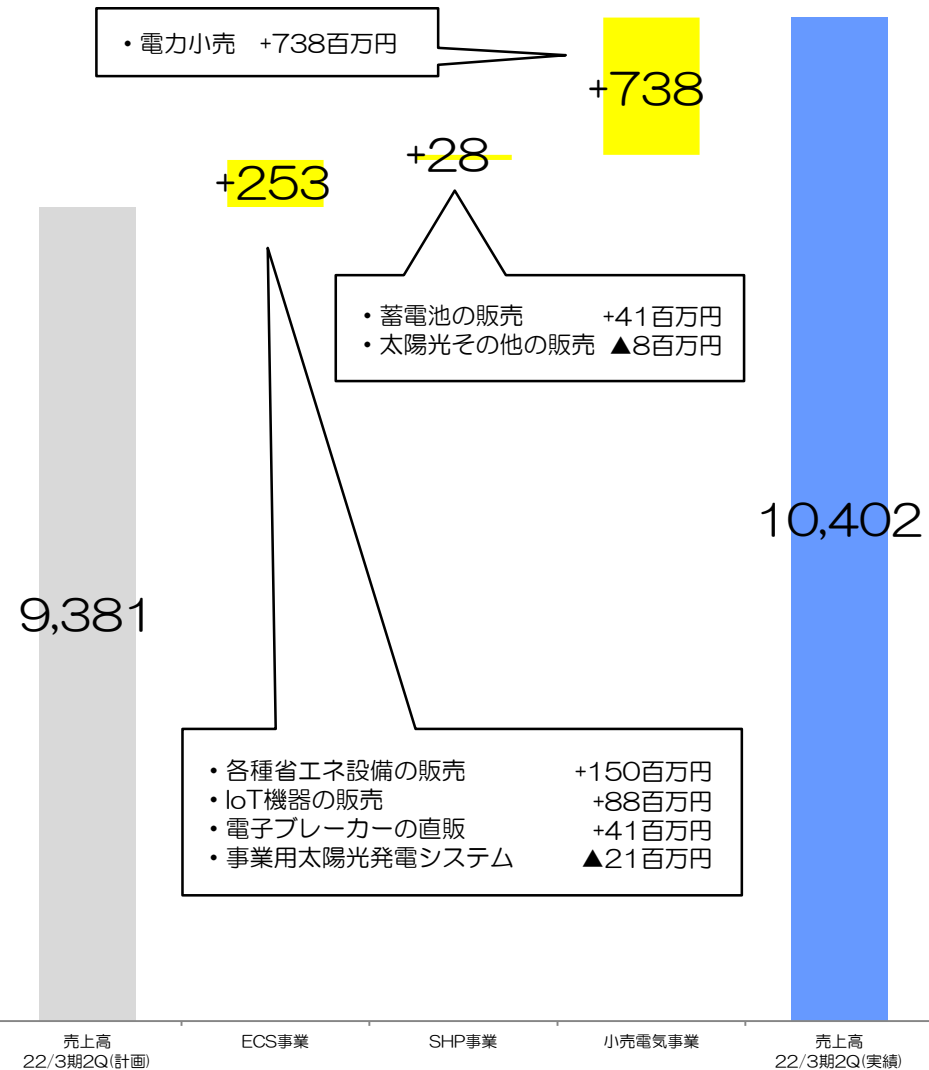 ・電力小売　+738百万円
+738
+28
+253
・蓄電池の販売　+41百万円
・太陽光その他の販売　▲8百万円
10,402
9,381
・各種省エネ設備の販売　+150百万円
・IoT機器の販売　+88百万円
・電子ブレーカーの直販　+41百万円
・事業用太陽光発電システム　▲21百万円
売上高
22/3期2Q(計画)
ECS事業
SHP事業
小売電気事業
売上高
22/3期2Q(実績)